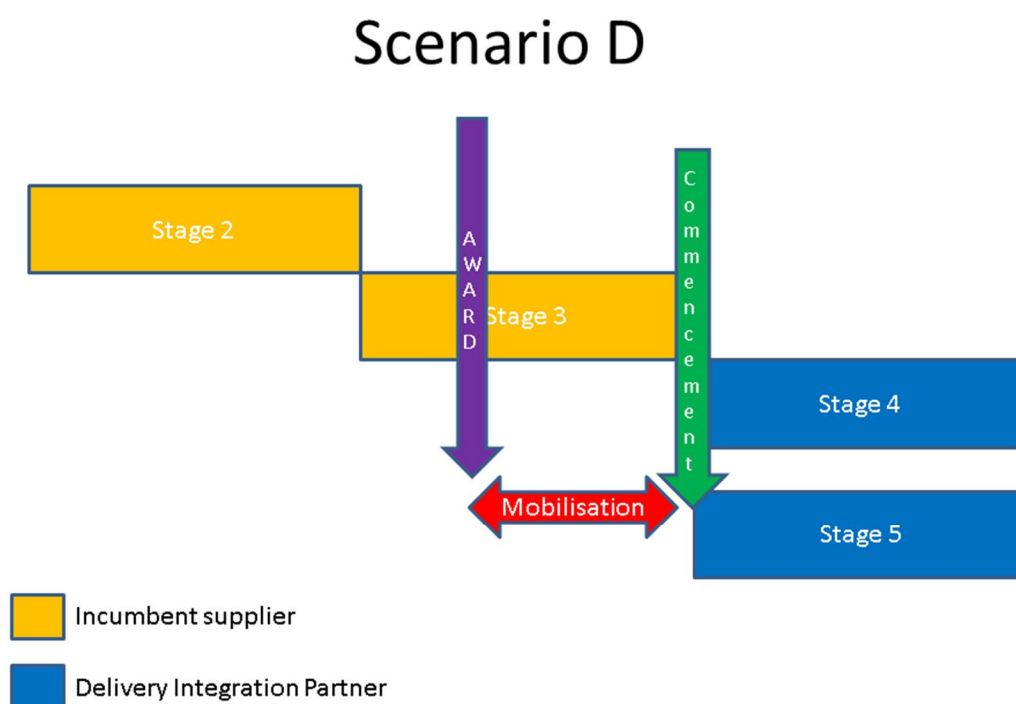 Scenario D
Stage 2
AWARD
Stage 3
Commencement
Stage 4
Mobilisation
Stage 5
Incumbent supplier
Delivery Integration Partner